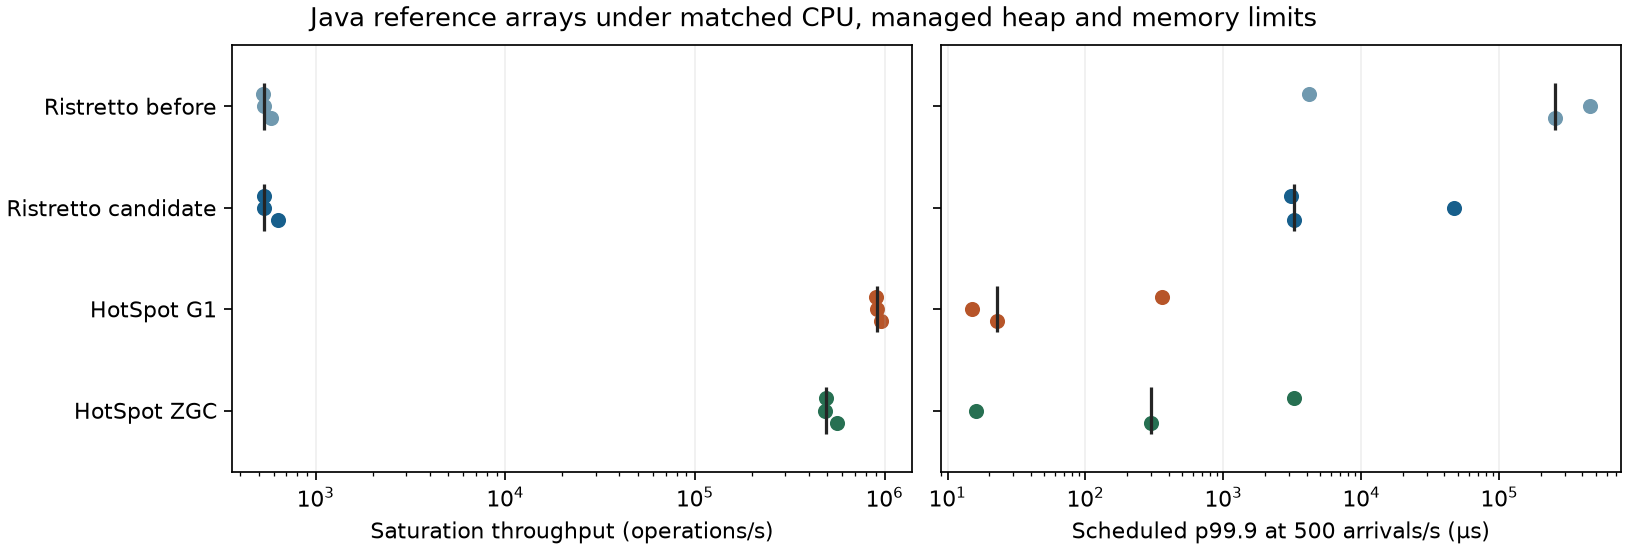 Java reference arrays under matched CPU, managed heap and memory limits
Ristretto before
Ristretto candidate
HotSpot G1
HotSpot ZGC
10³ 10⁴ 10⁵ 10⁶
Saturation throughput (operations/s)
10¹ 10² 10³ 10⁴ 10⁵
Scheduled p99.9 at 500 arrivals/s (µs)